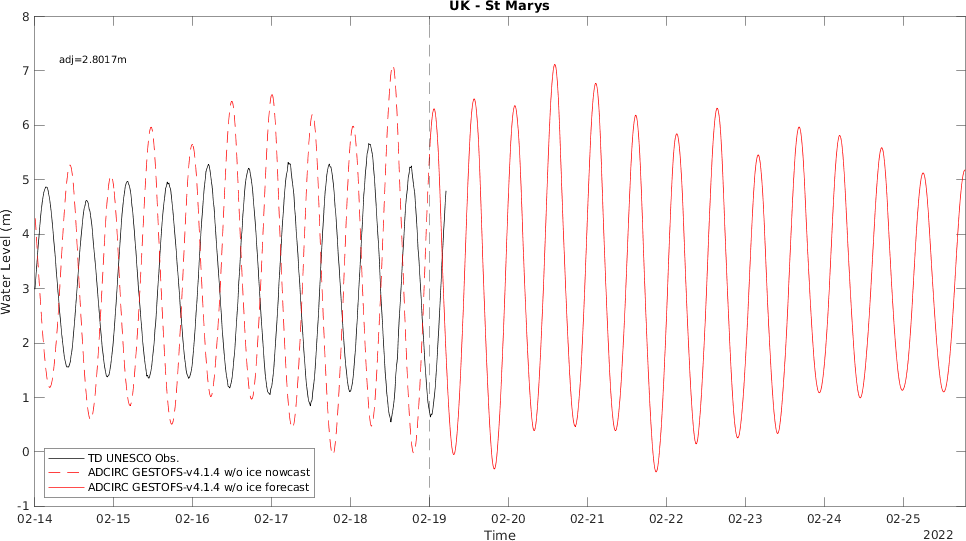 UK - St Marys
8
adj=2.8017m
7
6
5
4
3
2
1
0
-1
Water Level (m)
TD UNESCO Obs.
ADCIRC GESTOFS-v4.1.4 w/o ice nowcast
ADCIRC GESTOFS-v4.1.4 w/o ice forecast
02-14 02-15 02-16 02-17 02-18 02-19 02-20 02-21 02-22 02-23 02-24 02-25
Time
2022